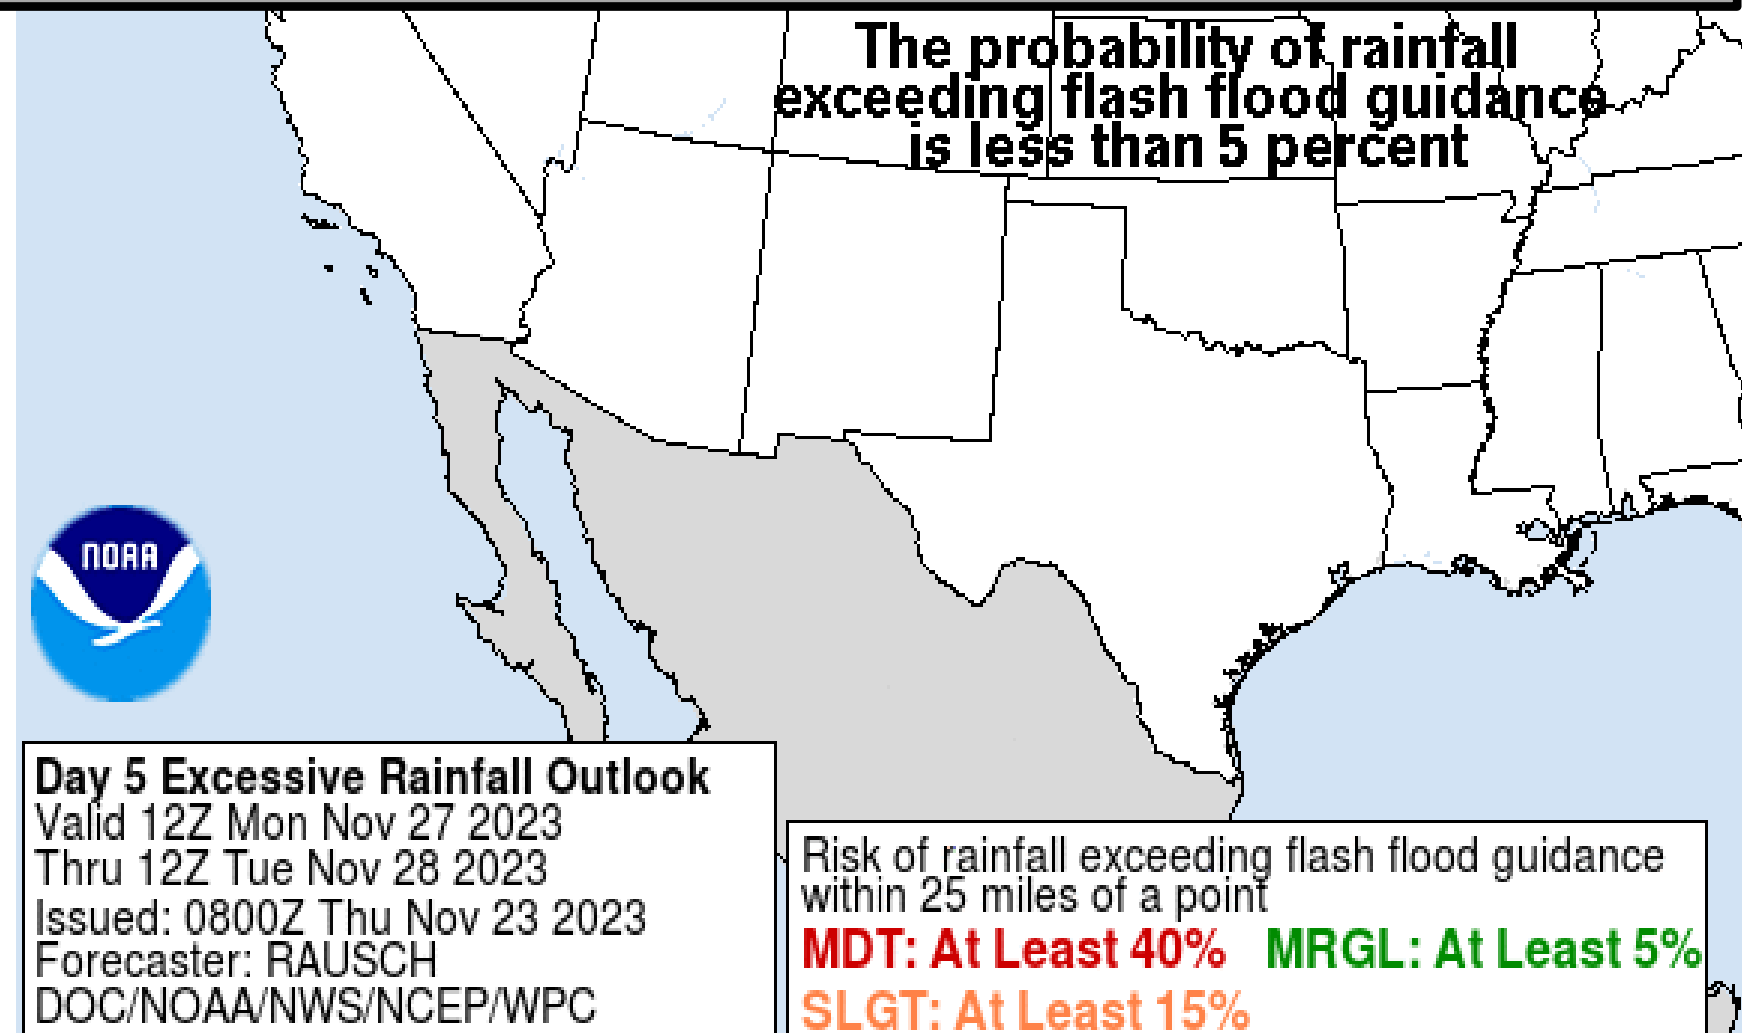 The probability of rainfall
exceeding flash flood guidance
is less than 5 percent
NOAA
Day 5 Excessive Rainfall Outlook
Valid 12Z Mon Nov 27 2023
Thru 12Z Tue Nov 28 2023
Issued: 0800Z Thu Nov 23 2023
Forecaster: RAUSCH
DOC/NOAA/NWS/NCEP/WPC
Risk of rainfall exceeding flash flood guidance
within 25 miles of a point
MDT: At Least 40% MRGL: At Least 5%
SLGT: At Least 15%